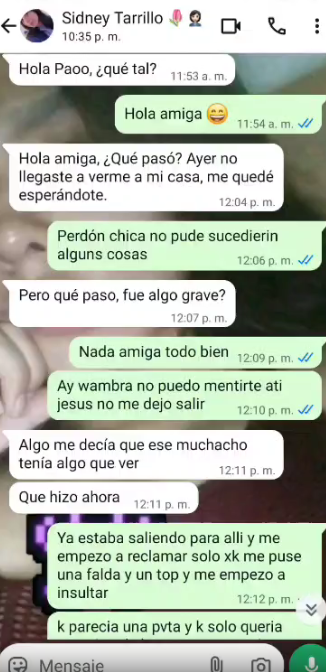 Sidney Tarrillo 🌷👩🏻‍⚕️
10:35 p. m.
Hola Paoo, ¿qué tal?
11:53 a. m.
Hola amiga 😄
11:54 a. m.
Hola amiga, ¿Qué pasó? Ayer no
llegaste a verme a mi casa, me quedé
esperándote.
12:04 p. m.
Perdón chica no pude sucedierin
alguns cosas
12:06 p. m.
Pero qué paso, fue algo grave?
12:07 p. m.
Nada amiga todo bien
12:09 p. m.
Ay wambra no puedo mentirte ati
jesus no me dejo salir
12:10 p. m.
Algo me decía que ese muchacho
tenía algo que ver
12:11 p. m.
Que hizo ahora
12:11 p. m.
Ya estaba saliendo para alli y me
empezo a reclamar solo xk me puse
una falda y un top y me empezo a
insultar
12:12 p. m.
k parecia una pvta y k solo queria
Mensaje